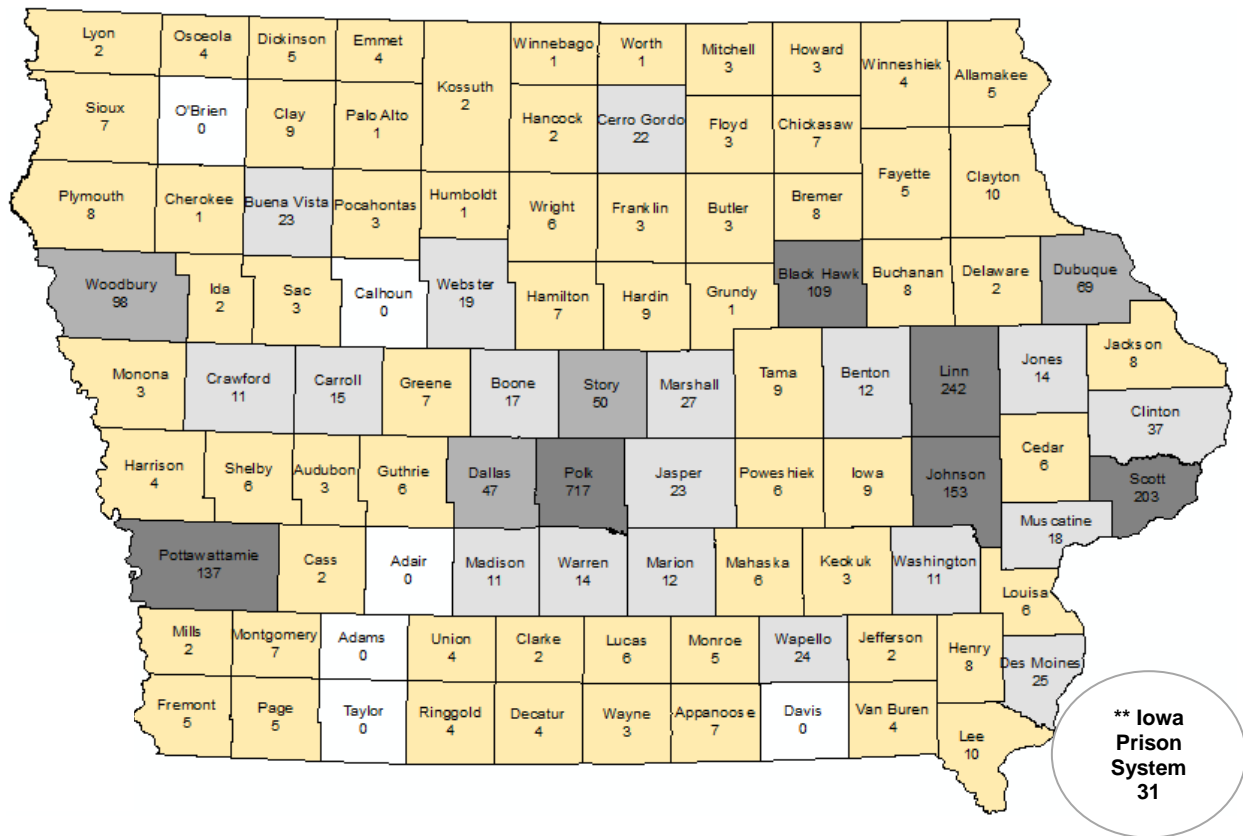 Lyon
2
Osceola
4
Dickinson
5
Emmet
4
Kossuth
2
Winnebago
1
Worth
1
Mitchell
3
Howard
3
Winneshiek
4
Allamakee
5
Sioux
7
O'Brien
0
Clay
9
Palo Alto
1
Hancock
2
Cerro Gordo
22
Floyd
3
Chickasaw
7
Fayette
5
Clayton
10
Plymouth
8
Cherokee
1
Buena Vista
23
Pocahontas
3
Humboldt
1
Wright
6
Franklin
3
Butler
3
Bremer
8
Woodbury
98
Ida
2
Sac
3
Calhoun
0
Webster
19
Hamilton
7
Hardin
9
Grundy
1
Black Hawk
109
Buchanan
8
Delaware
2
Dubuque
69
Monona
3
Crawford
11
Carroll
15
Greene
7
Boone
17
Story
50
Marshall
27
Tama
9
Benton
12
Linn
242
Jones
14
Jackson
8
Clinton
37
Harrison
4
Shelby
6
Audubon
3
Guthrie
6
Dallas
47
Polk
717
Jasper
23
Poweshiek
6
Iowa
9
Johnson
153
Cedar
6
Scott
203
Muscatine
18
Pottawattamie
137
Cass
2
Adair
0
Madison
11
Warren
14
Marion
12
Mahaska
6
Keokuk
3
Washington
11
Louisa
6
Mills
2
Montgomery
7
Adams
0
Union
4
Clarke
2
Lucas
6
Monroe
5
Wapello
24
Jefferson
2
Henry
8
Des Moines
25
Fremont
5
Page
5
Taylor
0
Ringgold
4
Decatur
4
Wayne
3
Appanoose
7
Davis
0
Van Buren
4
Lee
10
** Iowa
Prison
System
31